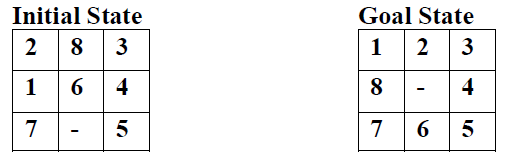 Initial State Goal State
2 8 3 1 2 3
1 6 4 8 - 4
7 - 5 7 6 5